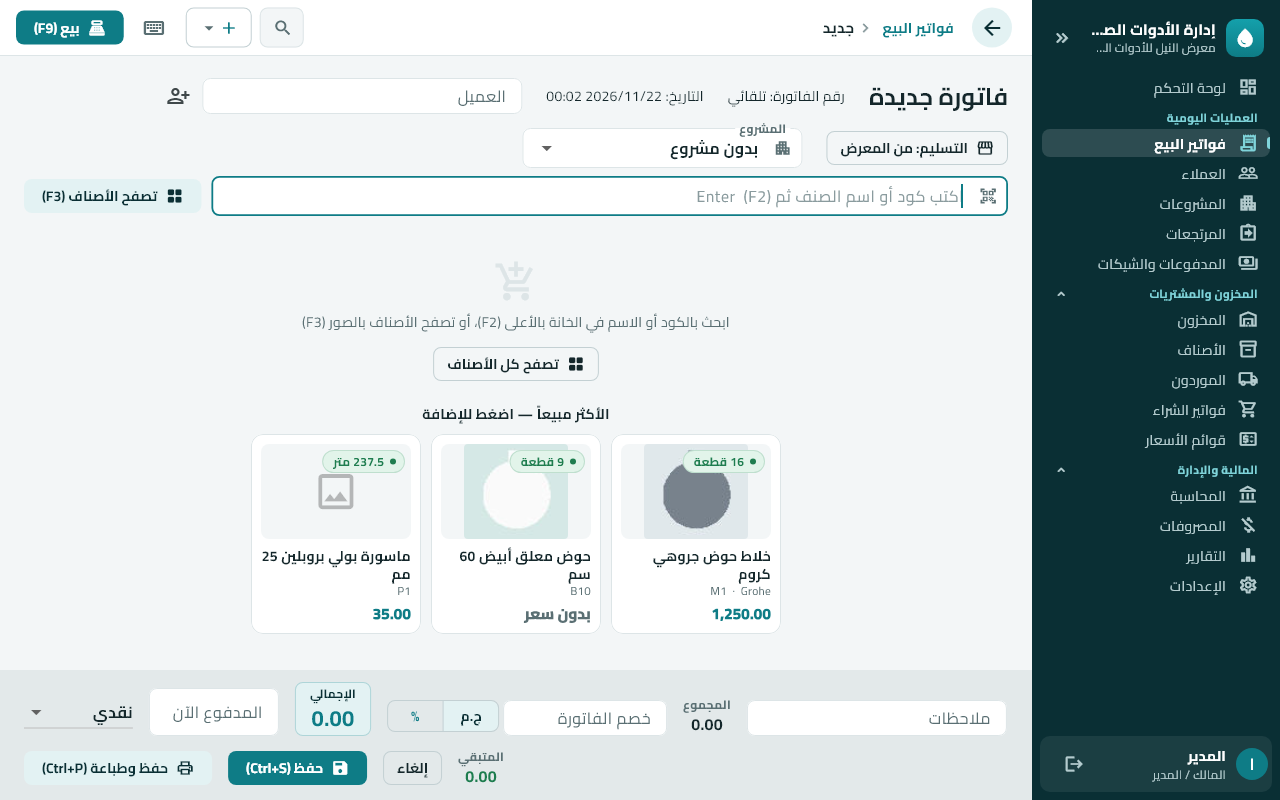 إدارة الأدوات الصـ...
معرض النيل للأدوات الـ...
لوحة التحكم
العمليات اليومية
فواتير البيع
العملاء
المشروعات
المرتجعات
المدفوعات والشيكات
المخزون والمشتريات
المخزون
الأصناف
الموردون
فواتير الشراء
قوائم الأسعار
المالية والإدارة
المحاسبة
المصروفات
التقارير
الإعدادات
المدير
المالك / المدير
فواتير البيع
جديد
بيع (F9)
فاتورة جديدة
رقم الفاتورة: تلقائي
التاريخ: 2026/11/22 00:02
العميل
التسليم: من المعرض
المشروع
بدون مشروع
كتب كود أو اسم الصنف ثم Enter (F2)
تصفح الأصناف (F3)
ابحث بالكود أو الاسم في الخانة بالأعلى (F2)، أو تصفح الأصناف بالصور (F3)
تصفح كل الأصناف
الأكثر مبيعاً — اضغط للإضافة
16 قطعة
خلاط حوض جروهي كروم
M1 · Grohe
1,250.00
9 قطعة
حوض معلق أبيض 60 سم
B10
بدون سعر
237.5 متر
ماسورة بولي بروبلين 25 مم
P1
35.00
ملاحظات
المجموع
0.00
خصم الفاتورة
ج.م
%
الإجمالي
0.00
المدفوع الآن
نقدي
المتبقي
0.00
إلغاء
حفظ (Ctrl+S)
حفظ وطباعة (Ctrl+P)